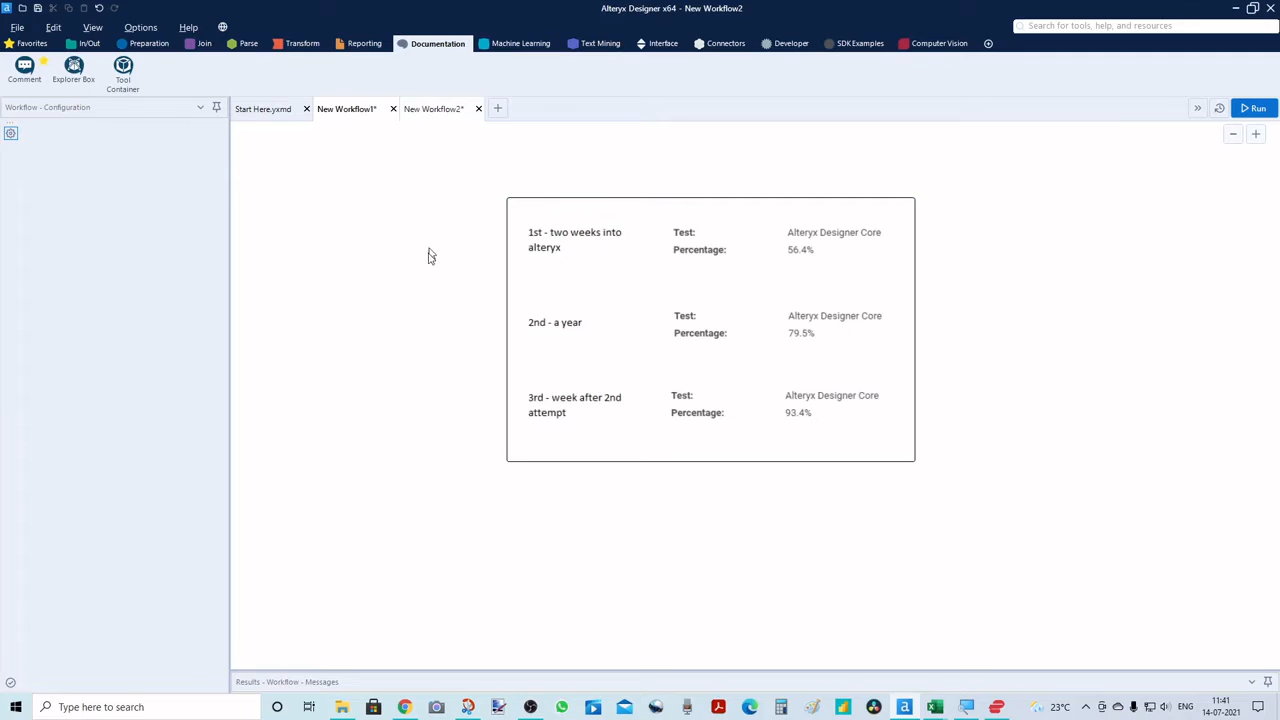 Alteryx Designer x64 - New Workflow2
File Edit View Options Help
Search for tools, help, and resources
Favorites In/Out Preparation Join Parse Transform Reporting Documentation Machine Learning Text Mining Interface Connectors Developer SDK Examples Computer Vision
Comment Explorer Box Tool
Container
Workflow - Configuration
Start Here.yxmd New Workflow1* New Workflow2*
Run
1st - two weeks into
alteryx
Test: Alteryx Designer Core
Percentage: 56.4%
2nd - a year
Test: Alteryx Designer Core
Percentage: 79.5%
3rd - week after 2nd
attempt
Test: Alteryx Designer Core
Percentage: 93.4%
Results - Workflow - Messages
Type here to search
23°C
ENG
11:41
14-07-2021